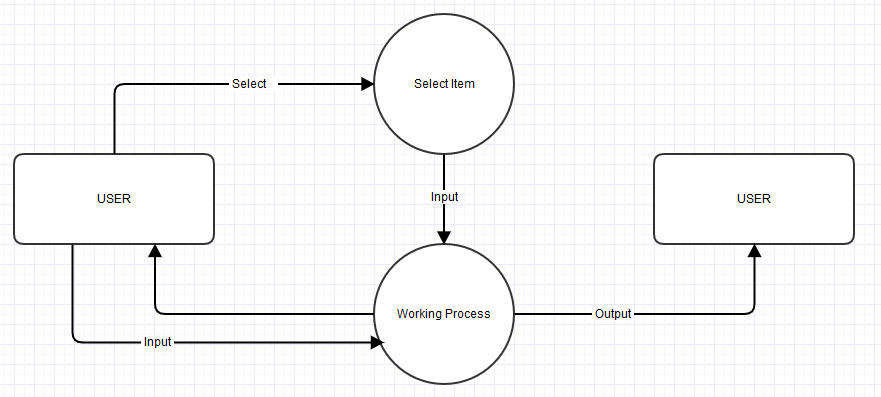 Select
Select Item
USER
Input
USER
Working Process
Output
Input